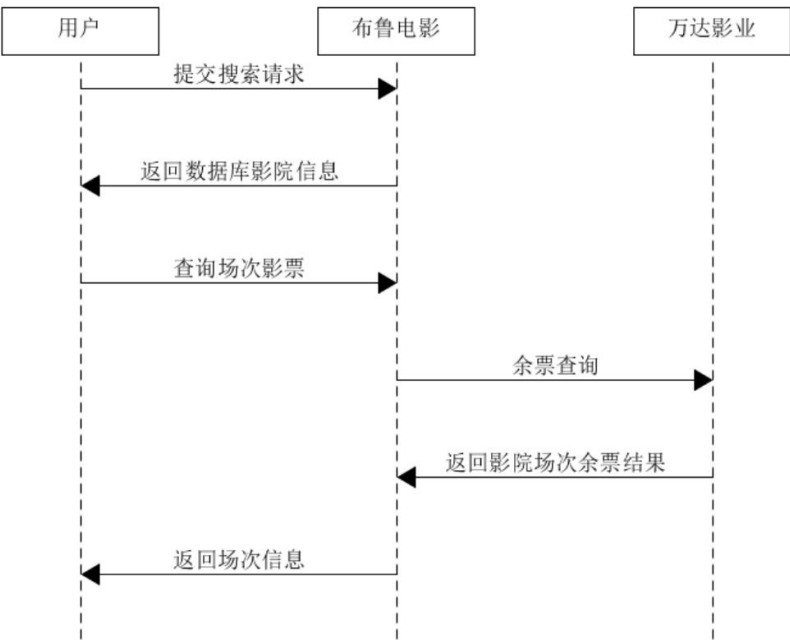 用户
布鲁电影
万达影业
提交搜索请求
返回数据库影院信息
查询场次影票
余票查询
返回影院场次余票结果
返回场次信息